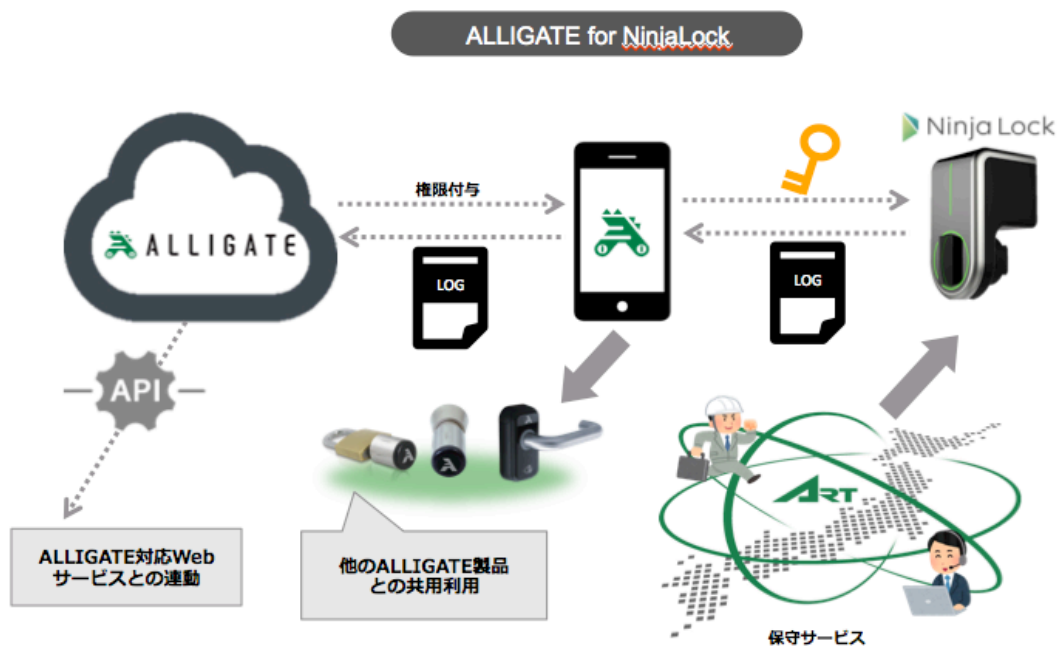 ALLIGATE for NinjaLock
Ninja Lock
権限付与
ALLIGATE
LOG
LOG
API
ART
ALLIGATE対応Web
サービスとの連動
他のALLIGATE製品
との共用利用
保守サービス